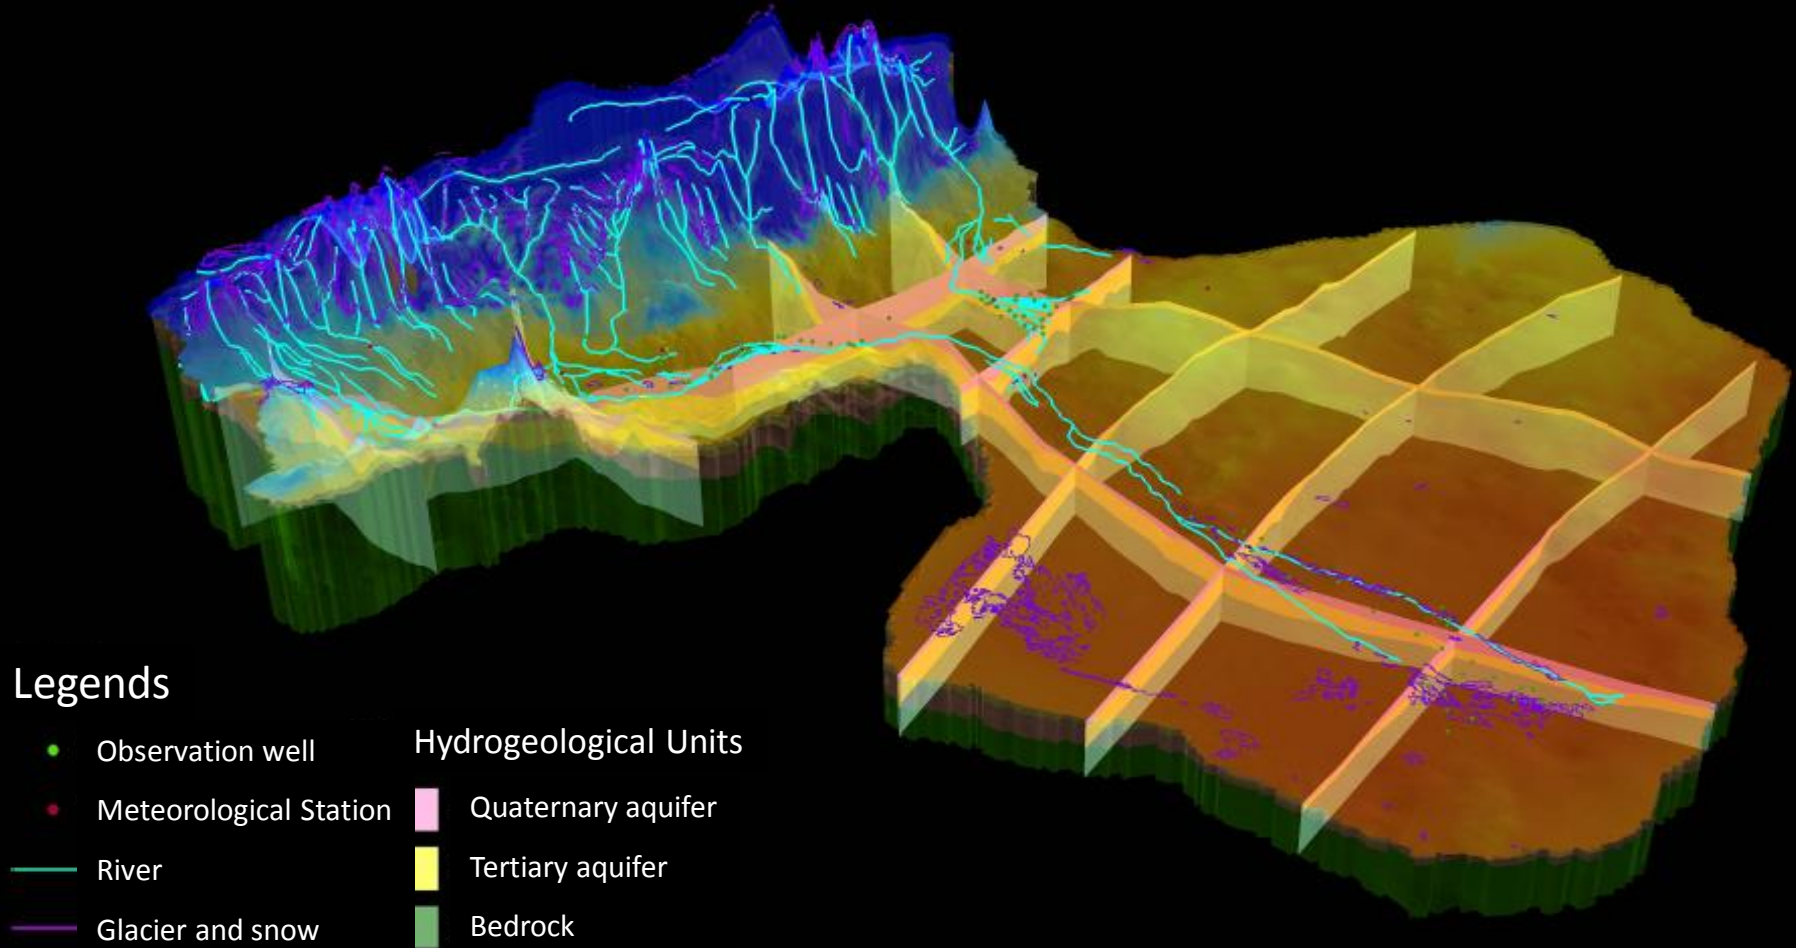 Legends
Observation well
Meteorological Station
River
Glacier and snow
Hydrogeological Units
Quaternary aquifer
Tertiary aquifer
Bedrock